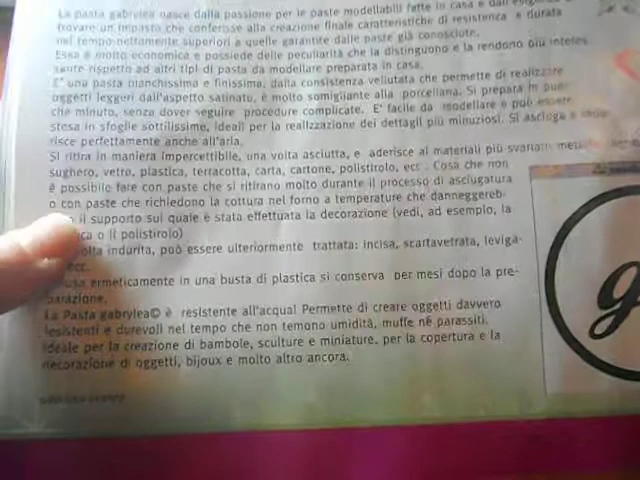 La pasta gabrylea nasce dalla passione per le paste modellabili fatte in casa e dall'
trovare un impasto che conferisse alla creazione finale caratteristiche di resistenza e durata
nel tempo nettamente superiori a quelle garantite dalle paste già conosciute.
Essa è molto economica e possiede delle peculiarità che la distinguono e la rendono più interes
sante rispetto ad altri tipi di pasta da modellare preparata in casa.
E' una pasta bianchissima e finissima, dalla consistenza vellutata che permette di realizzare
oggetti leggeri dall'aspetto satinato, è molto somigliante alla porcellana. Si prepara in
che minuto, senza dover seguire procedure complicate. E' facile da modellare e può essere
stesa in sfoglie sottilissime, ideali per la realizzazione dei dettagli più minuziosi. Si asciuga e
risce perfettamente anche all'aria.
Si ritira in maniera impercettibile, una volta asciutta, e aderisce ai materiali più svariati
sughero, vetro, plastica, terracotta, carta, cartone, polistirolo, ecc . Cosa che non
è possibile fare con paste che si ritirano molto durante il processo di asciugatura
o con paste che richiedono la cottura nel forno a temperature che danneggereb-
il supporto sul quale è stata effettuata la decorazione (vedi, ad esempio, la
ica o il polistirolo)
olta indurita, può essere ulteriormente trattata: incisa, scartavetrata, leviga-
ecc.
usa ermeticamente in una busta di plastica si conserva per mesi dopo la pre-
parazione.
La Pasta gabrylea© è resistente all'acqua! Permette di creare oggetti davvero
resistenti e durevoli nel tempo che non temono umidità, muffe né parassiti.
Ideale per la creazione di bambole, sculture e miniature, per la copertura e la
decorazione di oggetti, bijoux e molto altro ancora.
g